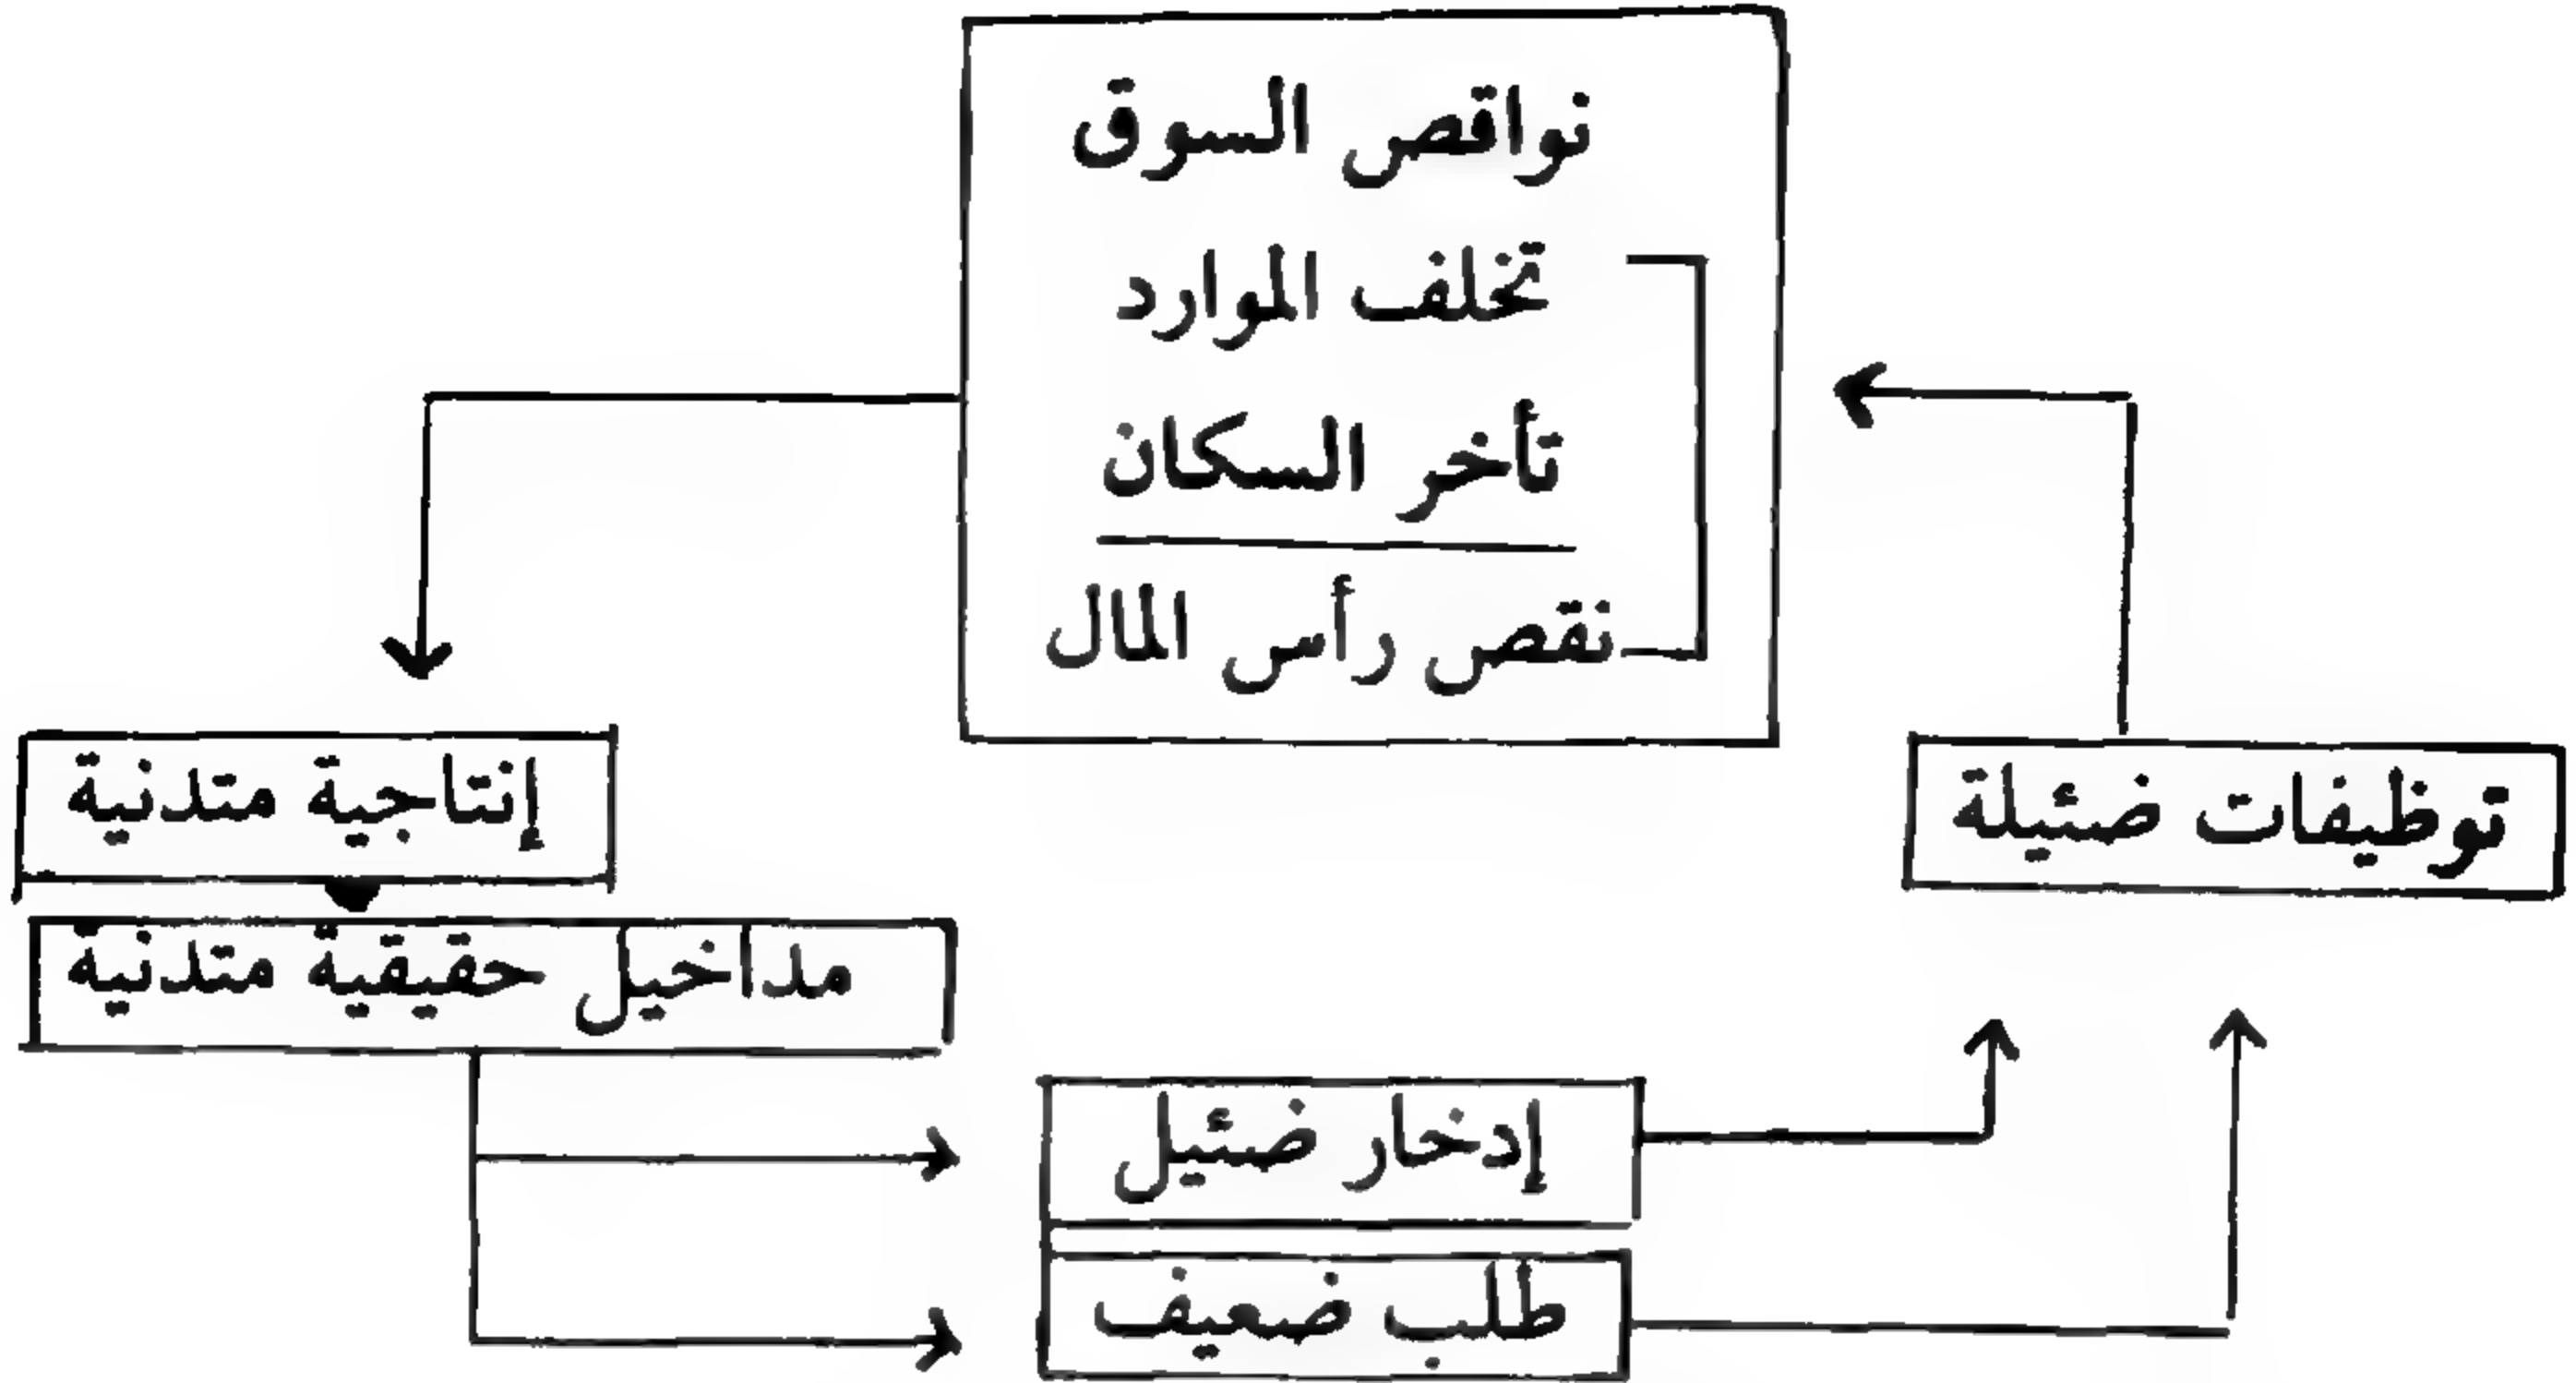 نواقص السوق
تخلف الموارد
تأخر السكان
نقص رأس المال
إنتاجية متدنية
توظيفات ضئيلة
مداخيل حقيقية متدنية
إدخار ضئيل
طلب ضعيف